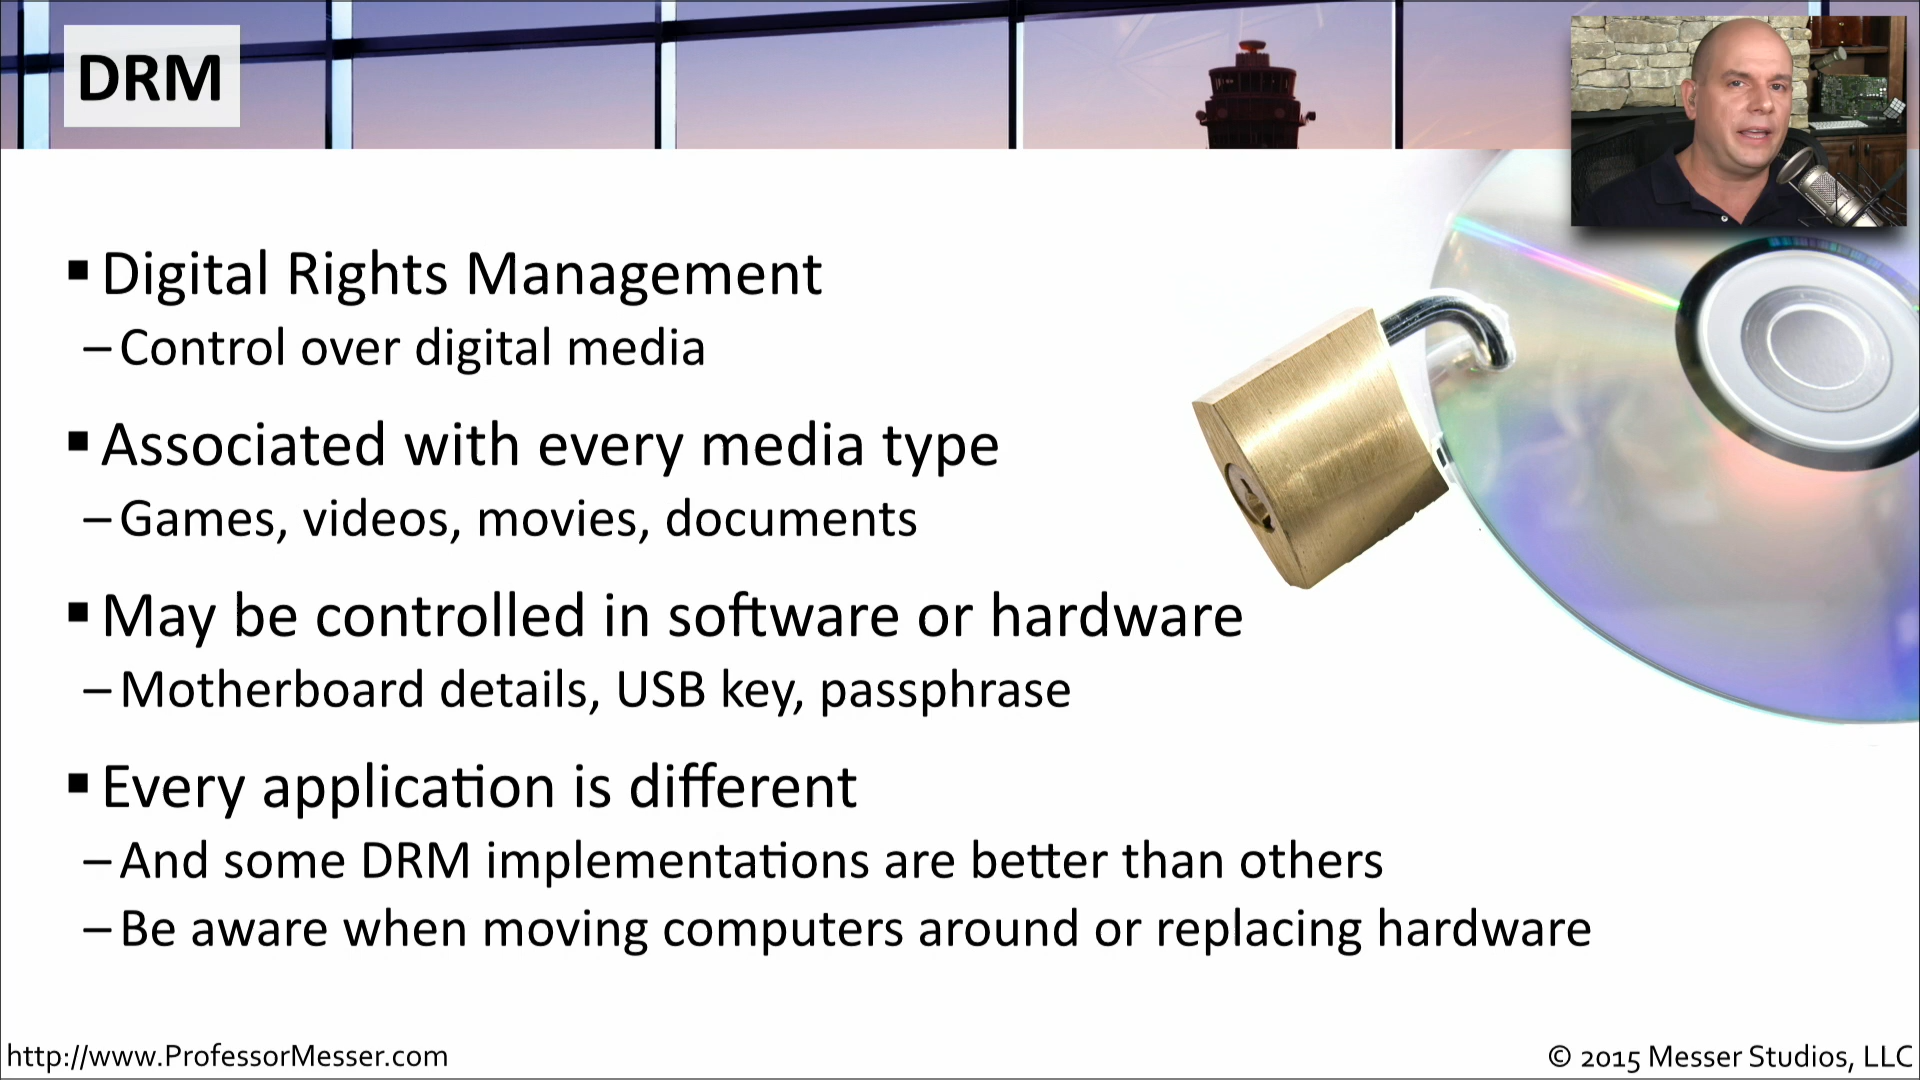 DRM
▪ Digital Rights Management
– Control over digital media
▪ Associated with every media type
– Games, videos, movies, documents
▪ May be controlled in software or hardware
– Motherboard details, USB key, passphrase
▪ Every application is different
– And some DRM implementations are better than others
– Be aware when moving computers around or replacing hardware
http://www.ProfessorMesser.com
© 2015 Messer Studios, LLC